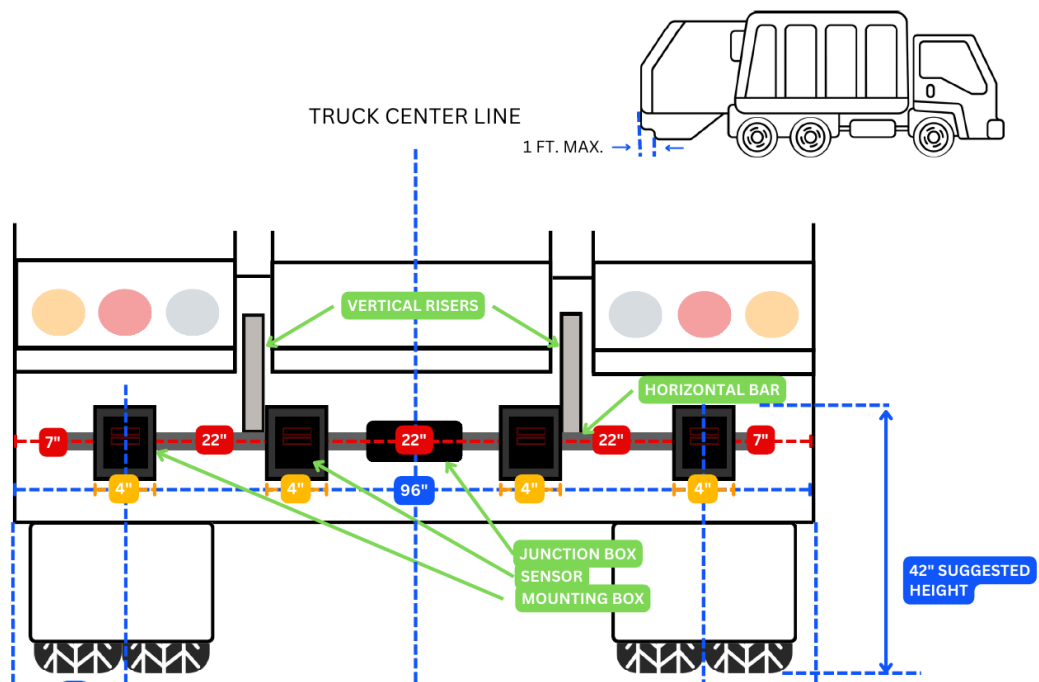 TRUCK CENTER LINE
1 FT. MAX.
VERTICAL RISERS
HORIZONTAL BAR
7"
22"
22"
22"
7"
4"
4"
96"
4"
4"
JUNCTION BOX
SENSOR
MOUNTING BOX
42" SUGGESTED
HEIGHT